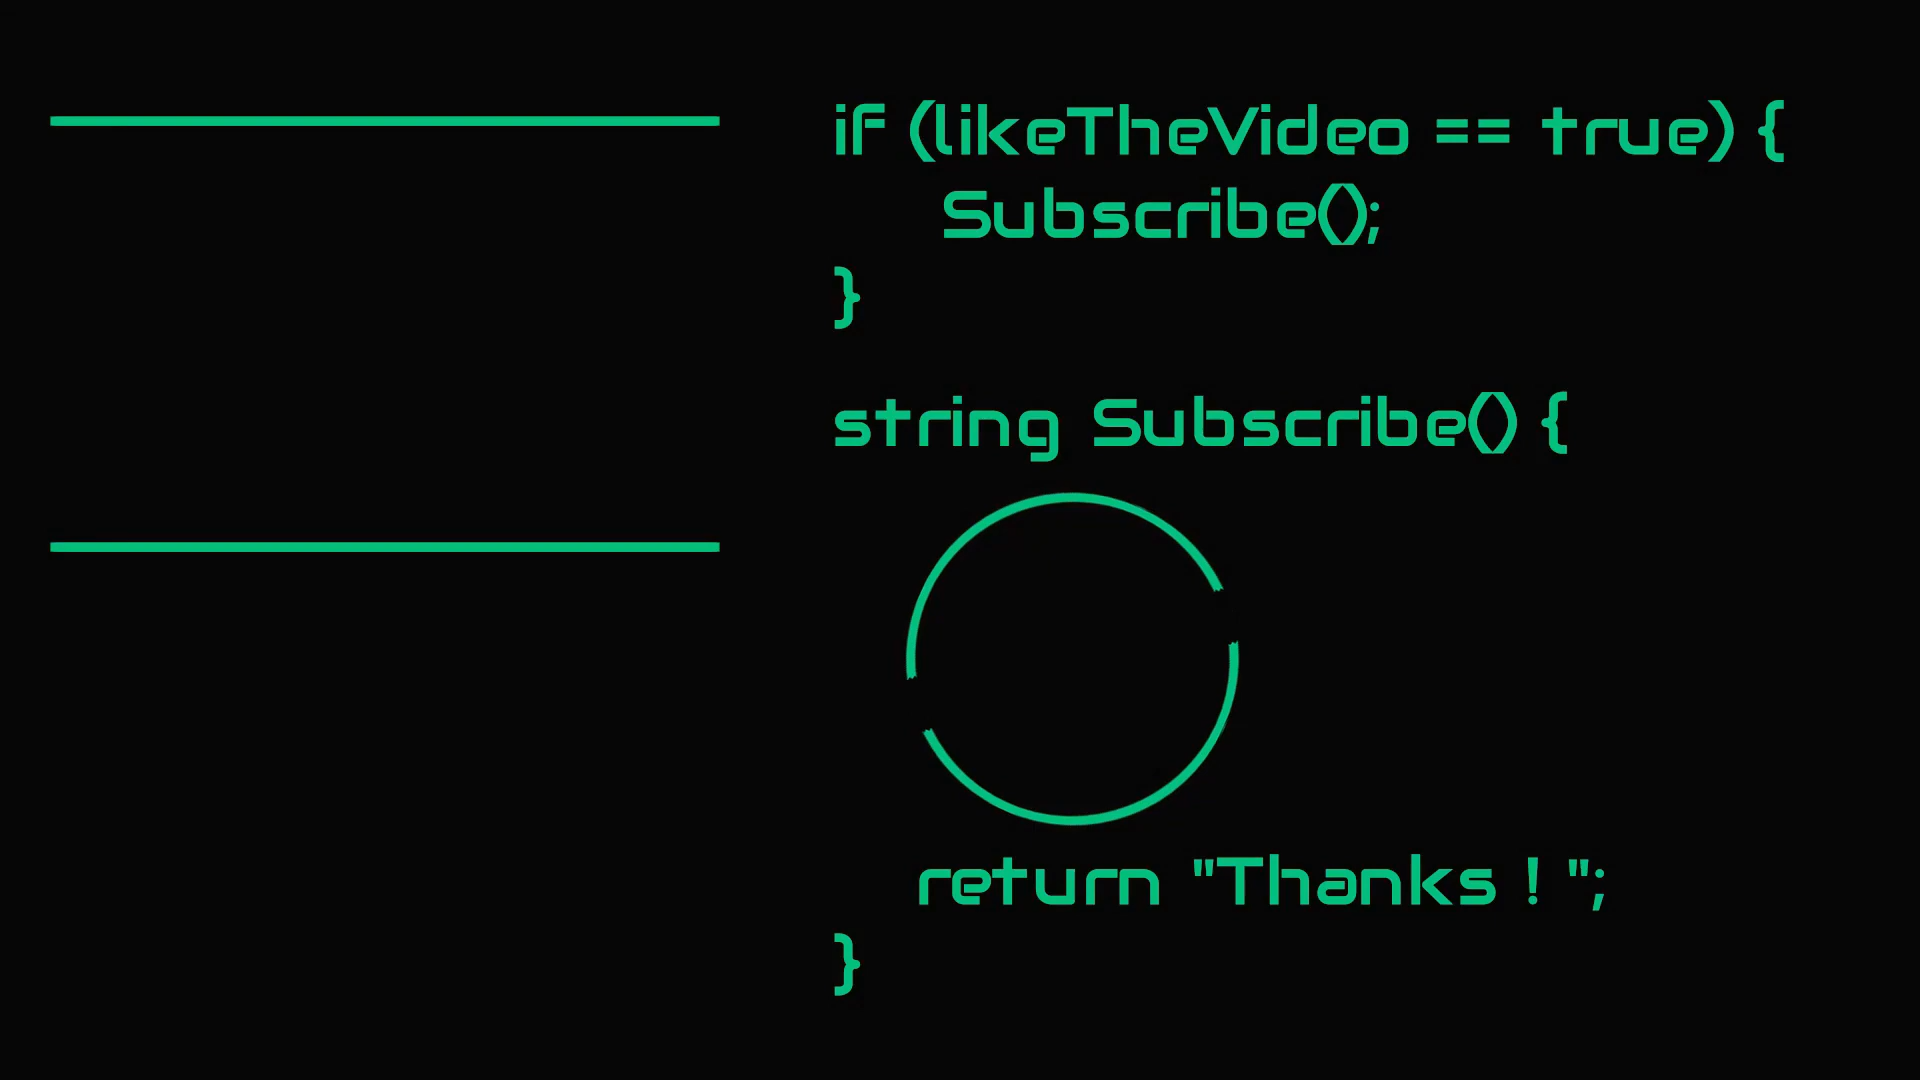 if (likeTheVideo == true) {
Subscribe();
}
string Subscribe() {
return "Thanks ! ";
}